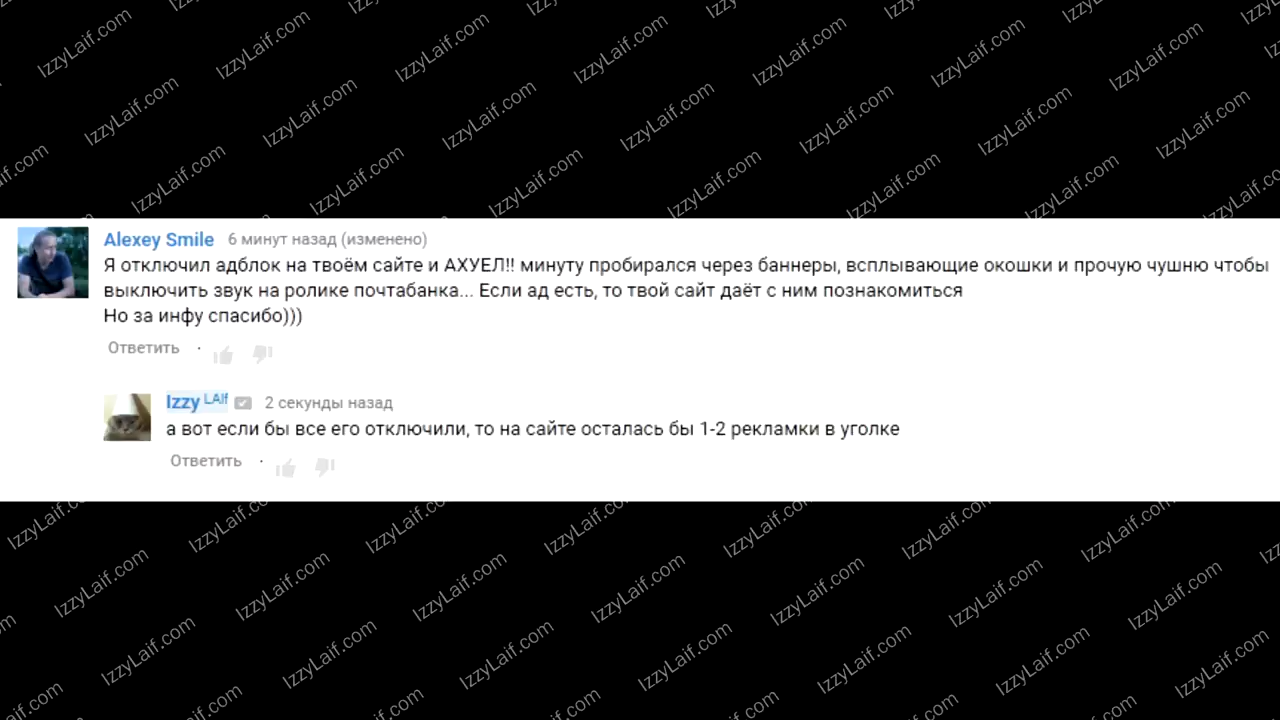 IzzyLaif.com
Alexey Smile 6 минут назад (изменено)
Я отключил адблок на твоём сайте и АХУЕЛ!! минуту пробирался через баннеры, всплывающие окошки и прочую чушню чтобы
выключить звук на ролике почтабанка... Если ад есть, то твой сайт даёт с ним познакомиться
Но за инфу спасибо)))
Ответить ·
Izzy LAIf 2 секунды назад
а вот если бы все его отключили, то на сайте осталась бы 1-2 рекламки в уголке
Ответить ·
IzzyLaif.com